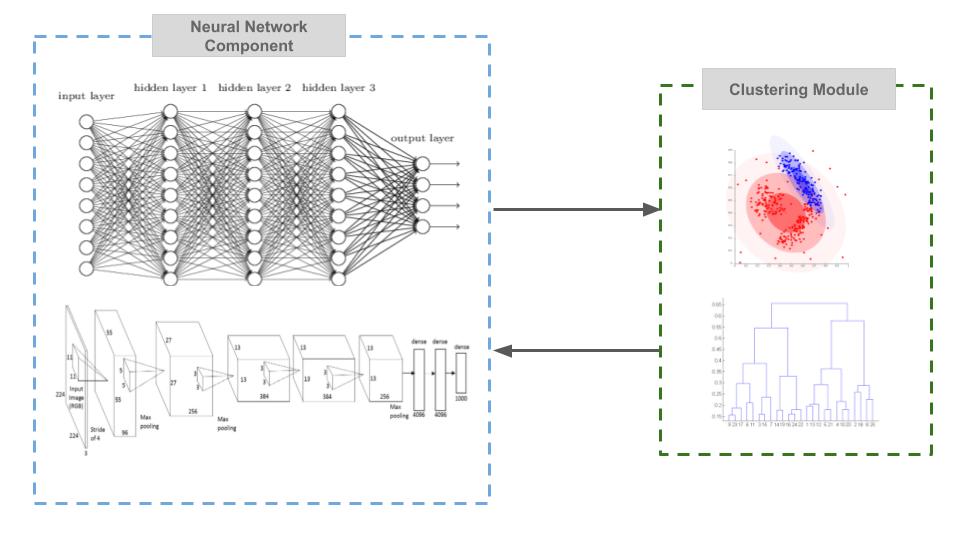 Neural Network
Component
Clustering Module
input layer
hidden layer 1 hidden layer 2 hidden layer 3
output layer
0.65
0.6
0.55
0.5
0.45
0.4
0.35
0.3
0.25
0.2
0.15
55
27
13
13
13
11
11
5
5
3
3
3
3
3
3
224
55
27
13
13
13
dense
dense
dense
Input
Image
(RGB)
Stride
of 4
Max
pooling
Max
pooling
Max
pooling
224
3
96
256
384
384
256
4096
4096
1000